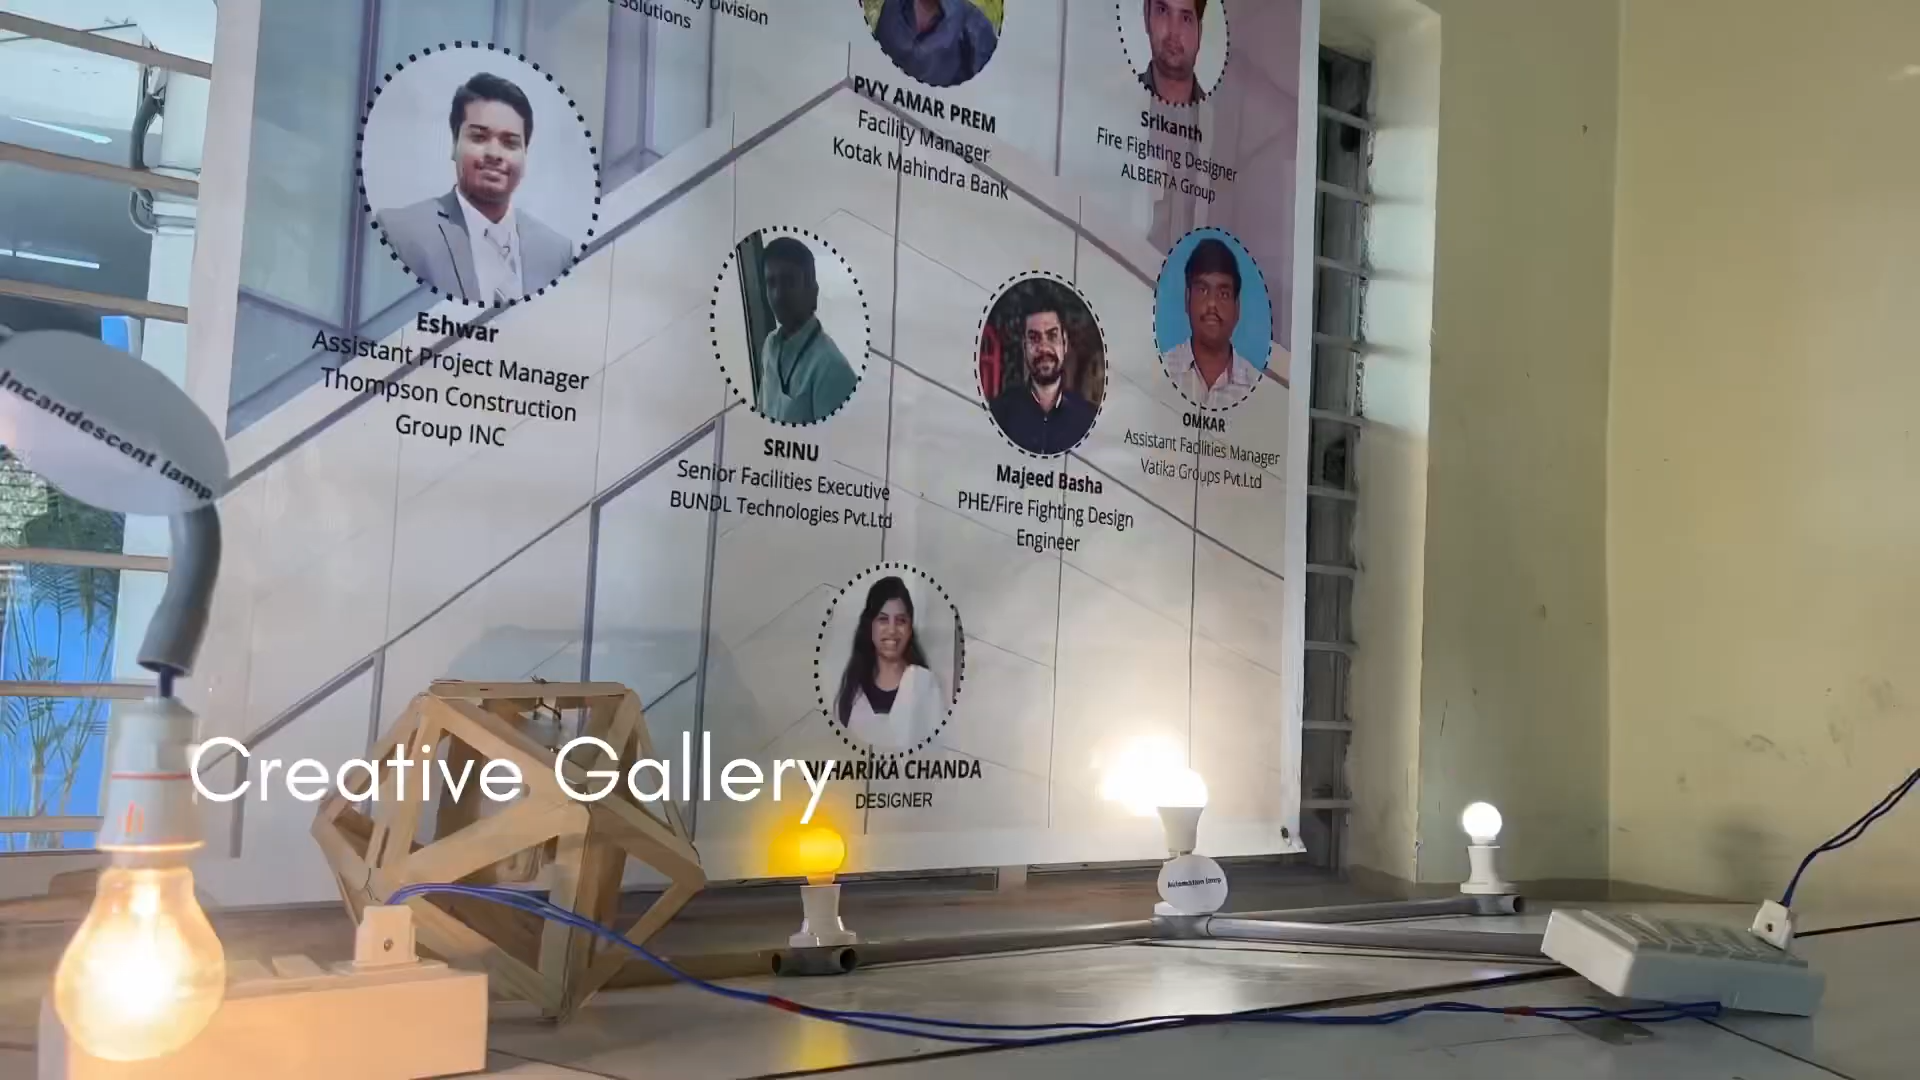 Division
Solutions
PVY AMAR PREM
Facility Manager
Kotak Mahindra Bank
Srikanth
Fire Fighting Designer
ALBERTA Group
Eshwar
Assistant Project Manager
Thompson Construction
Group INC
SRINU
Senior Facilities Executive
BUNDL Technologies Pvt.Ltd
Majeed Basha
PHE/Fire Fighting Design
Engineer
OMKAR
Assistant Facilities Manager
Vatika Groups Pvt.Ltd
NIHARIKA CHANDA
DESIGNER
Incandescent lamp
Creative Gallery
Automation lamp